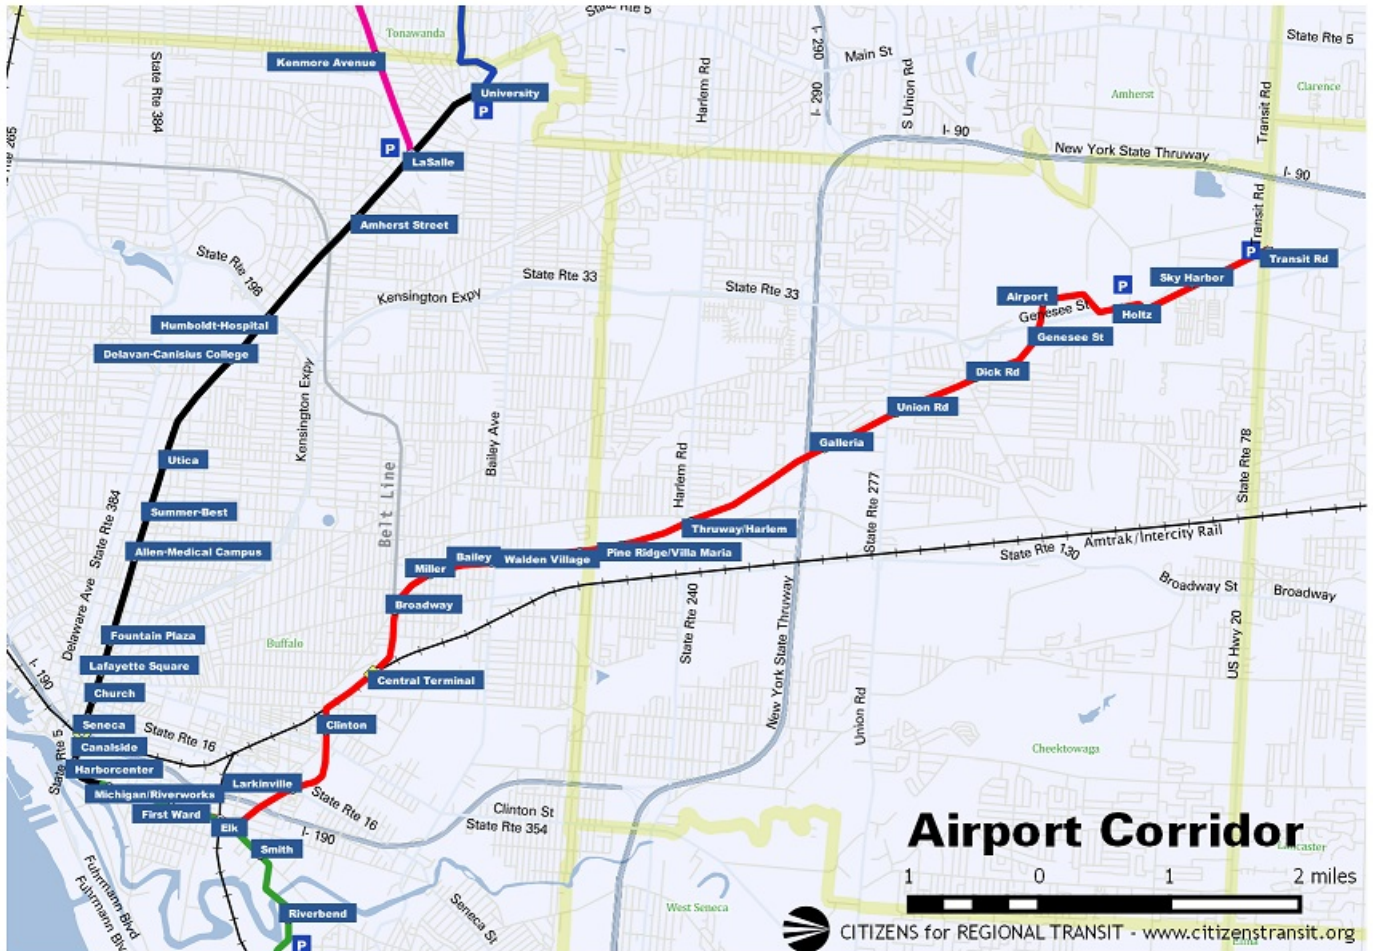 State Rte 5
Tonawanda
Kenmore Avenue
University
P
P
LaSalle
Amherst Street
State Rte 384
State Rte 198
Kensington Expy
State Rte 33
State Rte 33
Harlem Rd
I- 290
I- 290
Main St
S Union Rd
I- 90
Amherst
State Rte 5
Clarence
Transit Rd
New York State Thruway
I- 90
Transit Rd
P
Transit Rd
Sky Harbor
P
Airport
Genesee St
Holtz
Genesee St
Dick Rd
Union Rd
Galleria
Humboldt-Hospital
Delavan-Canisius College
Kensington Expy
Bailey Ave
Belt Line
Utica
Summer-Best
Allen-Medical Campus
State Rte 384
Delaware Ave
Harlem Rd
Thruway/Harlem
Pine Ridge/Villa Maria
Walden Village
Bailey
Miller
Broadway
State Rte 277
State Rte 78
Amtrak/Intercity Rail
State Rte 130
Broadway St
Broadway
State Rte 240
New York State Thruway
US Hwy 20
Union Rd
Cheektowaga
Fountain Plaza
Buffalo
Lafayette Square
Church
Central Terminal
I- 190
Seneca
Clinton
State Rte 16
Canalside
State Rte 5
Harborcenter
Larkinville
Michigan/Riverworks
State Rte 16
First Ward
Elk
I- 190
Smith
Clinton St
State Rte 354
Fuhrmann Blvd
Riverbend
P
Seneca St
West Seneca
Airport Corridor
Lancaster
1 0 1 2 miles
CITIZENS for REGIONAL TRANSIT - www.citizenstransit.org
Elma